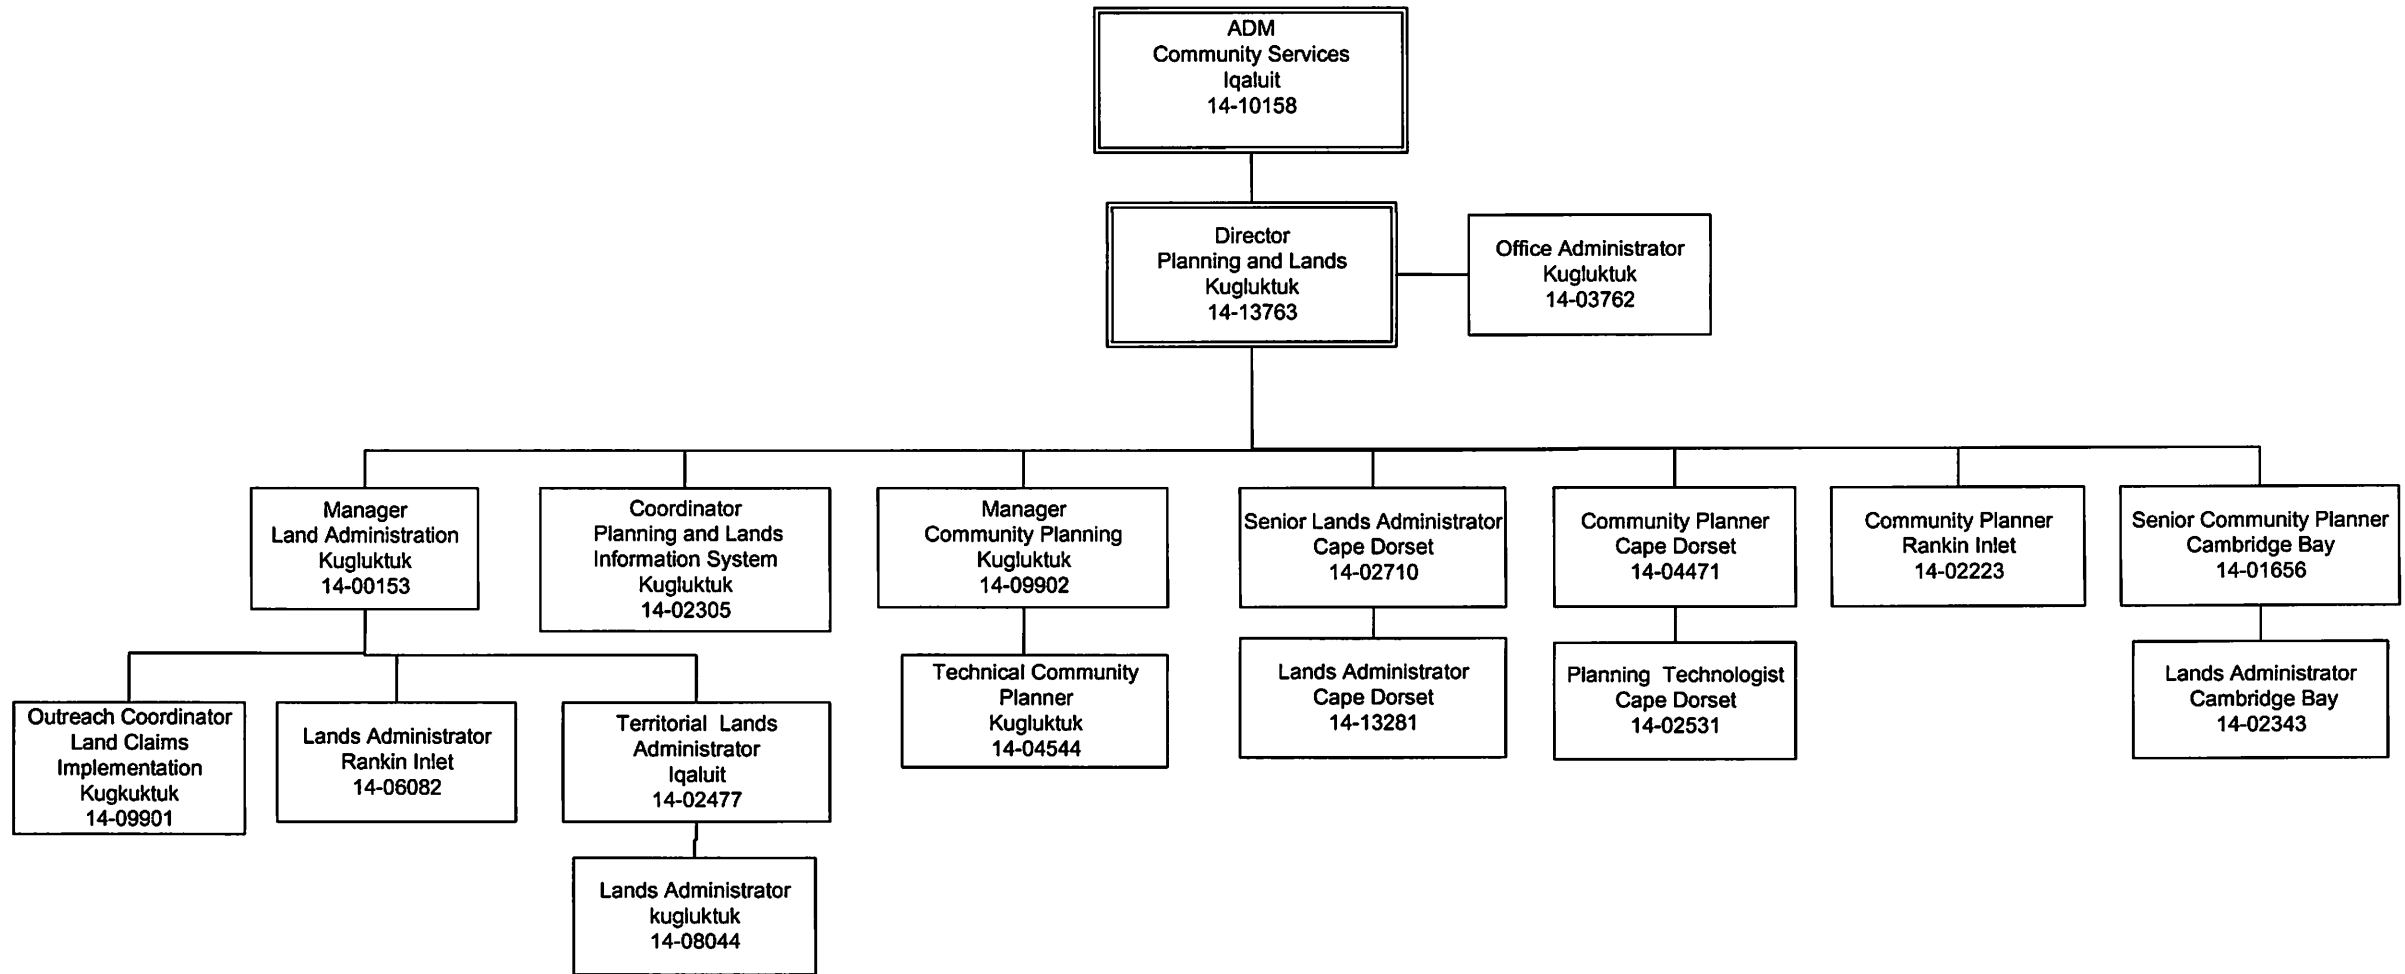 ADM
Community Services
Iqaluit
14-10158
Director
Planning and Lands
Kugluktuk
14-13763
Office Administrator
Kugluktuk
14-03762
Manager
Land Administration
Kugluktuk
14-00153
Coordinator
Planning and Lands
Information System
Kugluktuk
14-02305
Manager
Community Planning
Kugluktuk
14-09902
Senior Lands Administrator
Cape Dorset
14-02710
Community Planner
Cape Dorset
14-04471
Community Planner
Rankin Inlet
14-02223
Senior Community Planner
Cambridge Bay
14-01656
Outreach Coordinator
Land Claims
Implementation
Kugkuktuk
14-09901
Lands Administrator
Rankin Inlet
14-06082
Territorial Lands
Administrator
Iqaluit
14-02477
Technical Community
Planner
Kugluktuk
14-04544
Lands Administrator
Cape Dorset
14-13281
Planning Technologist
Cape Dorset
14-02531
Lands Administrator
Cambridge Bay
14-02343
Lands Administrator
kugluktuk
14-08044